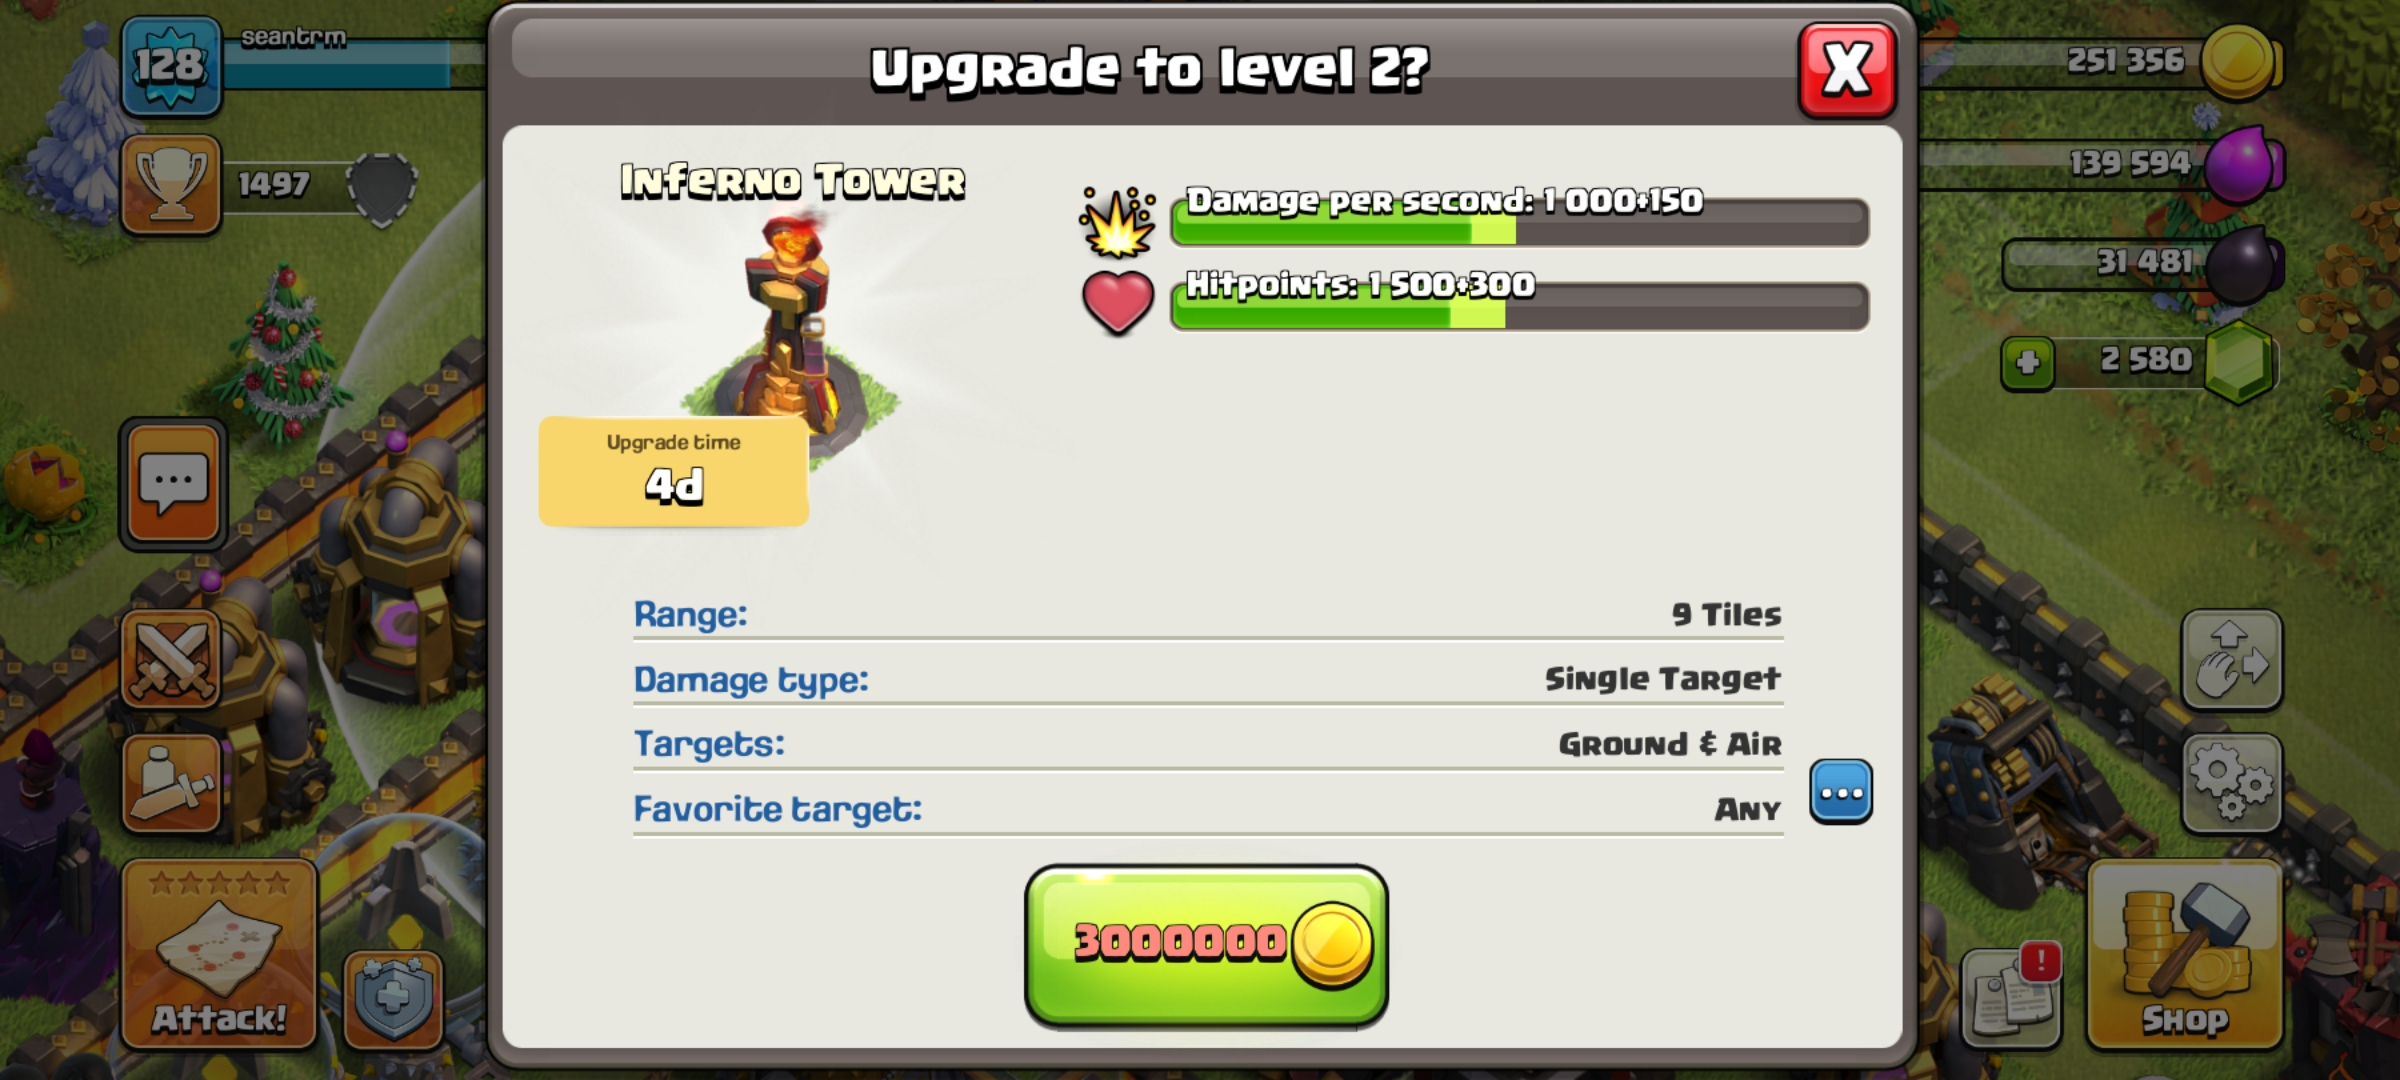 128
seantrm
1497
Upgrade to level 2?
X
251 356
139 594
31 481
2 580
Inferno Tower
Damage per second: 1 000+150
Hitpoints: 1 500+300
Upgrade time
4d
Range: 9 Tiles
Damage type: Single Target
Targets: Ground & Air
Favorite target: Any
3000000
Attack!
!
Shop